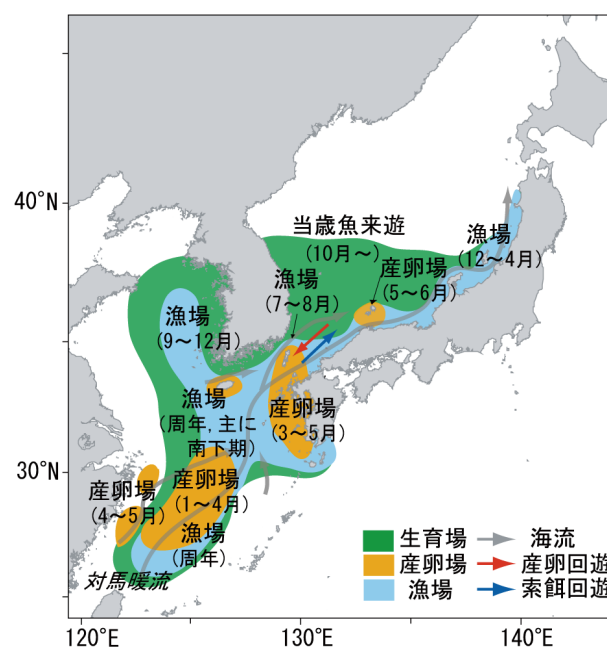 当歳魚来遊
(10月～)
漁場
(12～4月)
漁場
(7～8月)
産卵場
(5～6月)
40°N
漁場
(9～12月)
漁場
(周年,主に
南下期)
産卵場
(3～5月)
30°N
産卵場
(4～5月)
産卵場
(1～4月)
漁場
(周年)
対馬暖流
生育場
海流
産卵場
産卵回遊
漁場
索餌回遊
120°E
130°E
140°E